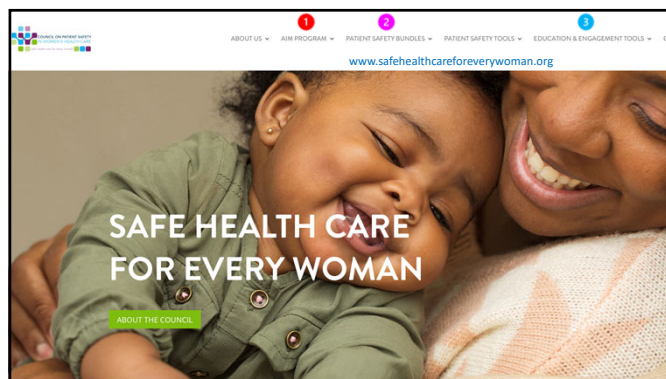 1
2
3
COUNCIL ON PATIENT SAFETY
IN WOMEN'S HEALTH CARE
ABOUT US
AIM PROGRAM
PATIENT SAFETY BUNDLES
PATIENT SAFETY TOOLS
EDUCATION & ENGAGEMENT TOOLS
www.safehealthcareforeverywoman.org
SAFE HEALTH CARE
FOR EVERY WOMAN
ABOUT THE COUNCIL